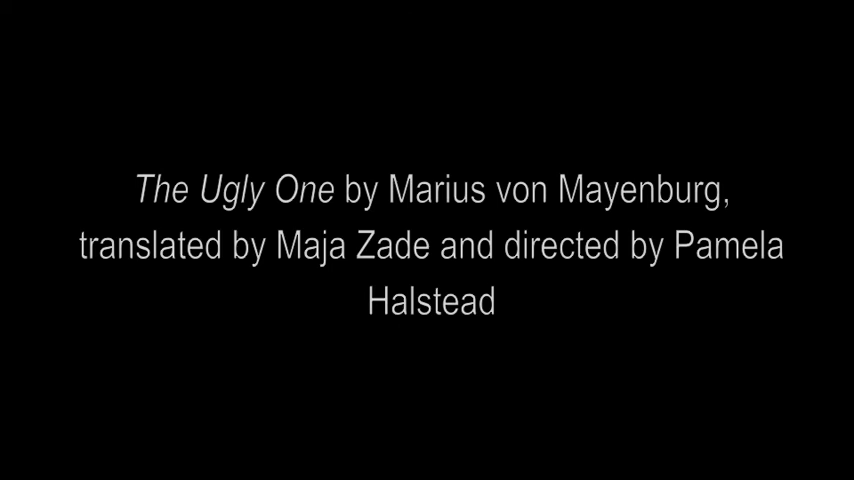 The Ugly One by Marius von Mayenburg,
translated by Maja Zade and directed by Pamela
Halstead